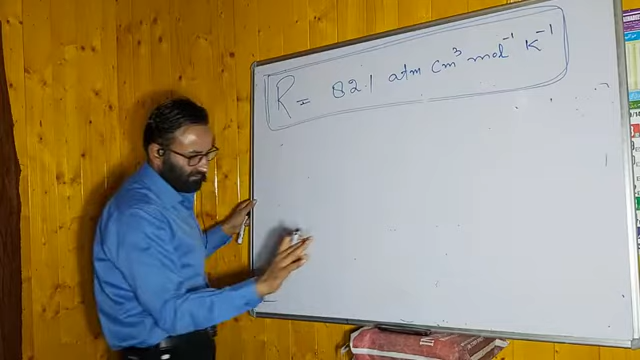 R = 82.1 atm cm³ mol⁻¹ K⁻¹